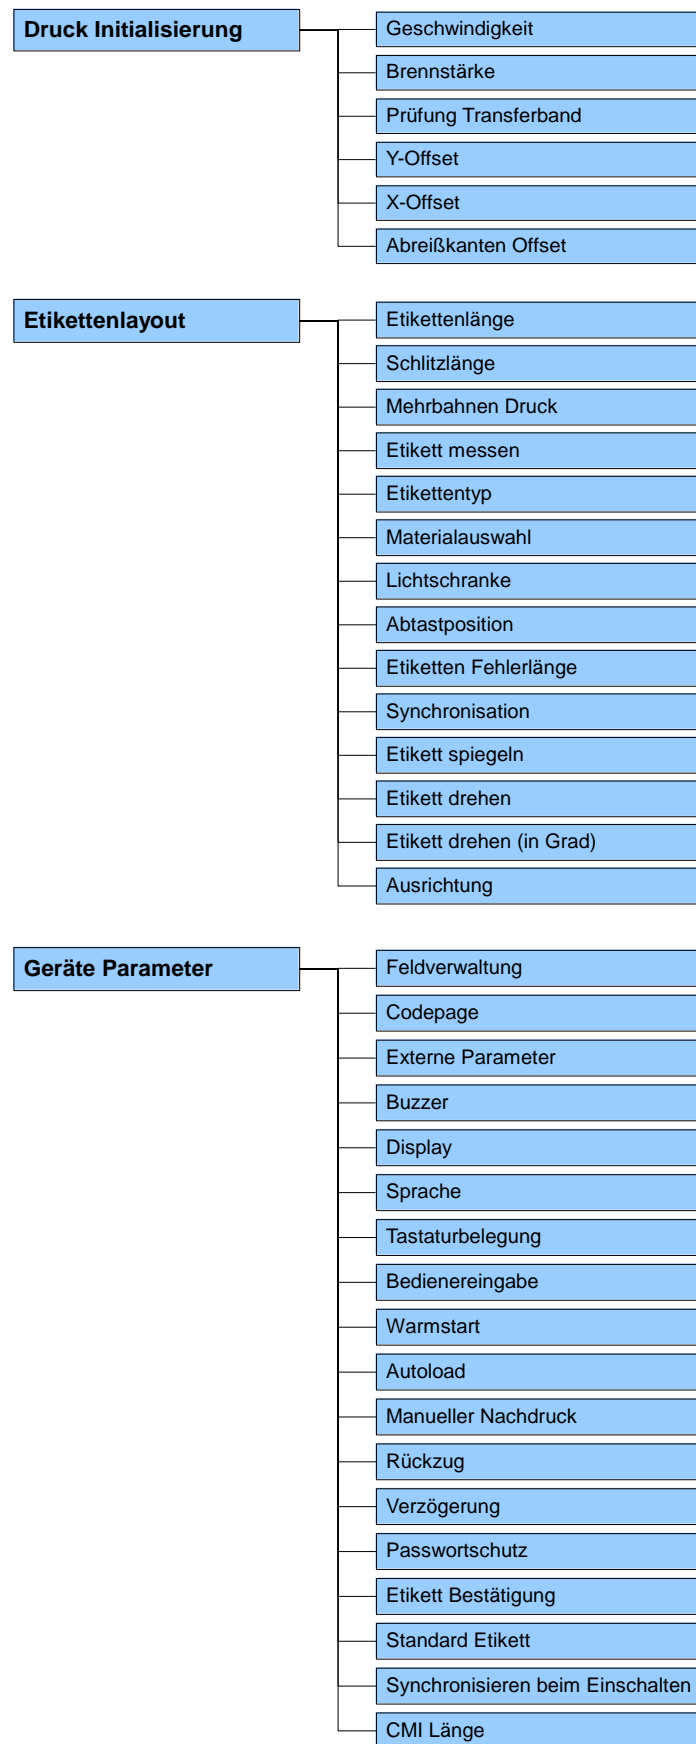 Druck Initialisierung
Geschwindigkeit
Brennstärke
Prüfung Transferband
Y-Offset
X-Offset
Abreißkanten Offset
Etikettenlayout
Etikettenlänge
Schlitzlänge
Mehrbahnen Druck
Etikett messen
Etikettentyp
Materialauswahl
Lichtschranke
Abtastposition
Etiketten Fehlerlänge
Synchronisation
Etikett spiegeln
Etikett drehen
Etikett drehen (in Grad)
Ausrichtung
Geräte Parameter
Feldverwaltung
Codepage
Externe Parameter
Buzzer
Display
Sprache
Tastaturbelegung
Bedienereingabe
Warmstart
Autoload
Manueller Nachdruck
Rückzug
Verzögerung
Passwortschutz
Etikett Bestätigung
Standard Etikett
Synchronisieren beim Einschalten
CMI Länge